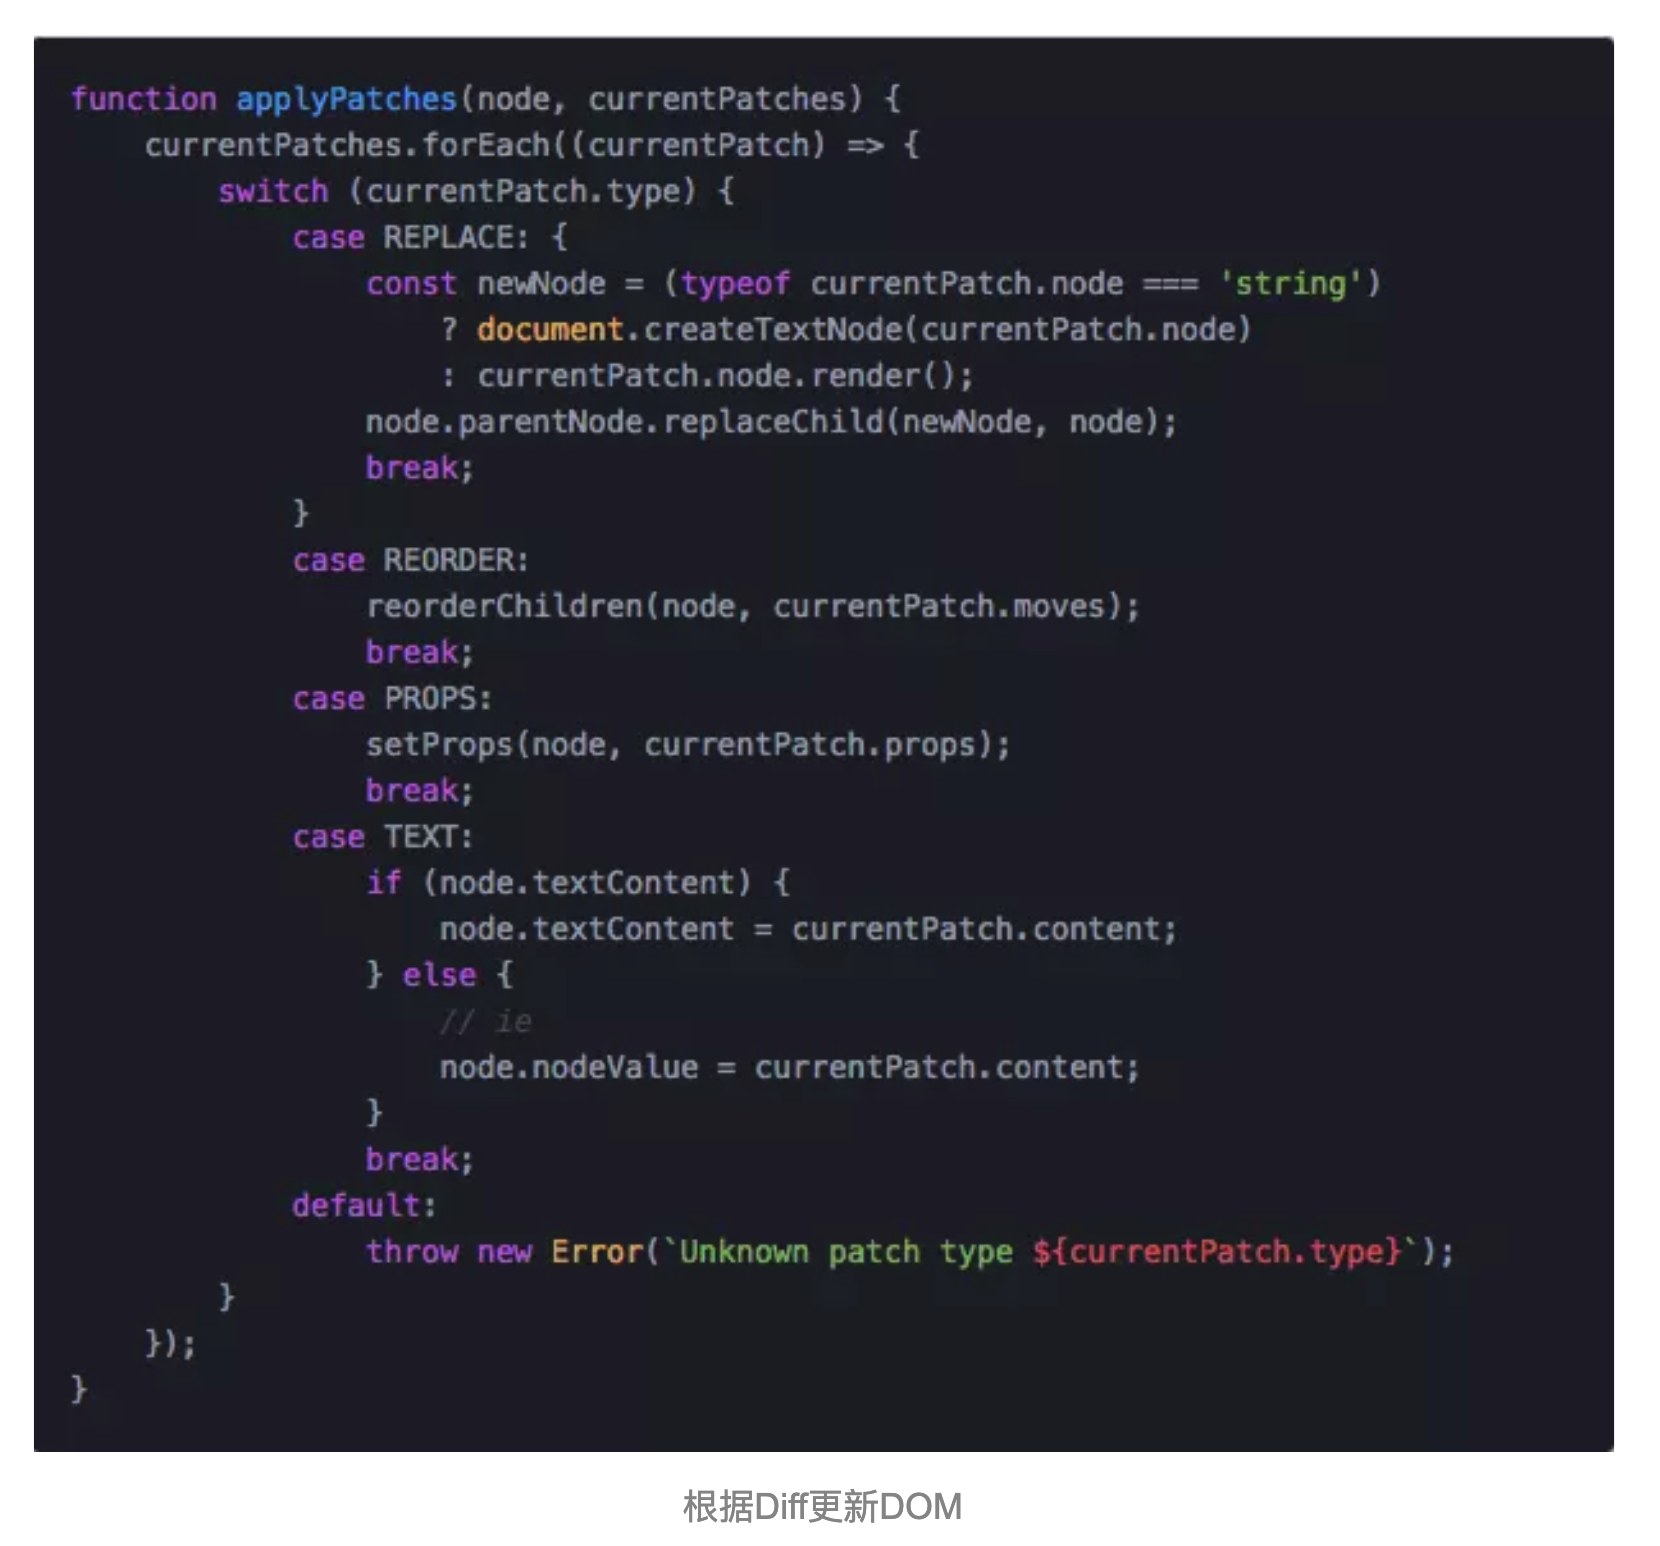 function applyPatches(node, currentPatches) {
    currentPatches.forEach((currentPatch) => {
        switch (currentPatch.type) {
            case REPLACE: {
                const newNode = (typeof currentPatch.node === 'string')
                    ? document.createTextNode(currentPatch.node)
                    : currentPatch.node.render();
                node.parentNode.replaceChild(newNode, node);
                break;
            }
            case REORDER:
                reorderChildren(node, currentPatch.moves);
                break;
            case PROPS:
                setProps(node, currentPatch.props);
                break;
            case TEXT:
                if (node.textContent) {
                    node.textContent = currentPatch.content;
                } else {
                    // ie
                    node.nodeValue = currentPatch.content;
                }
                break;
            default:
                throw new Error(`Unknown patch type ${currentPatch.type}`);
        }
    });
}
根据Diff更新DOM